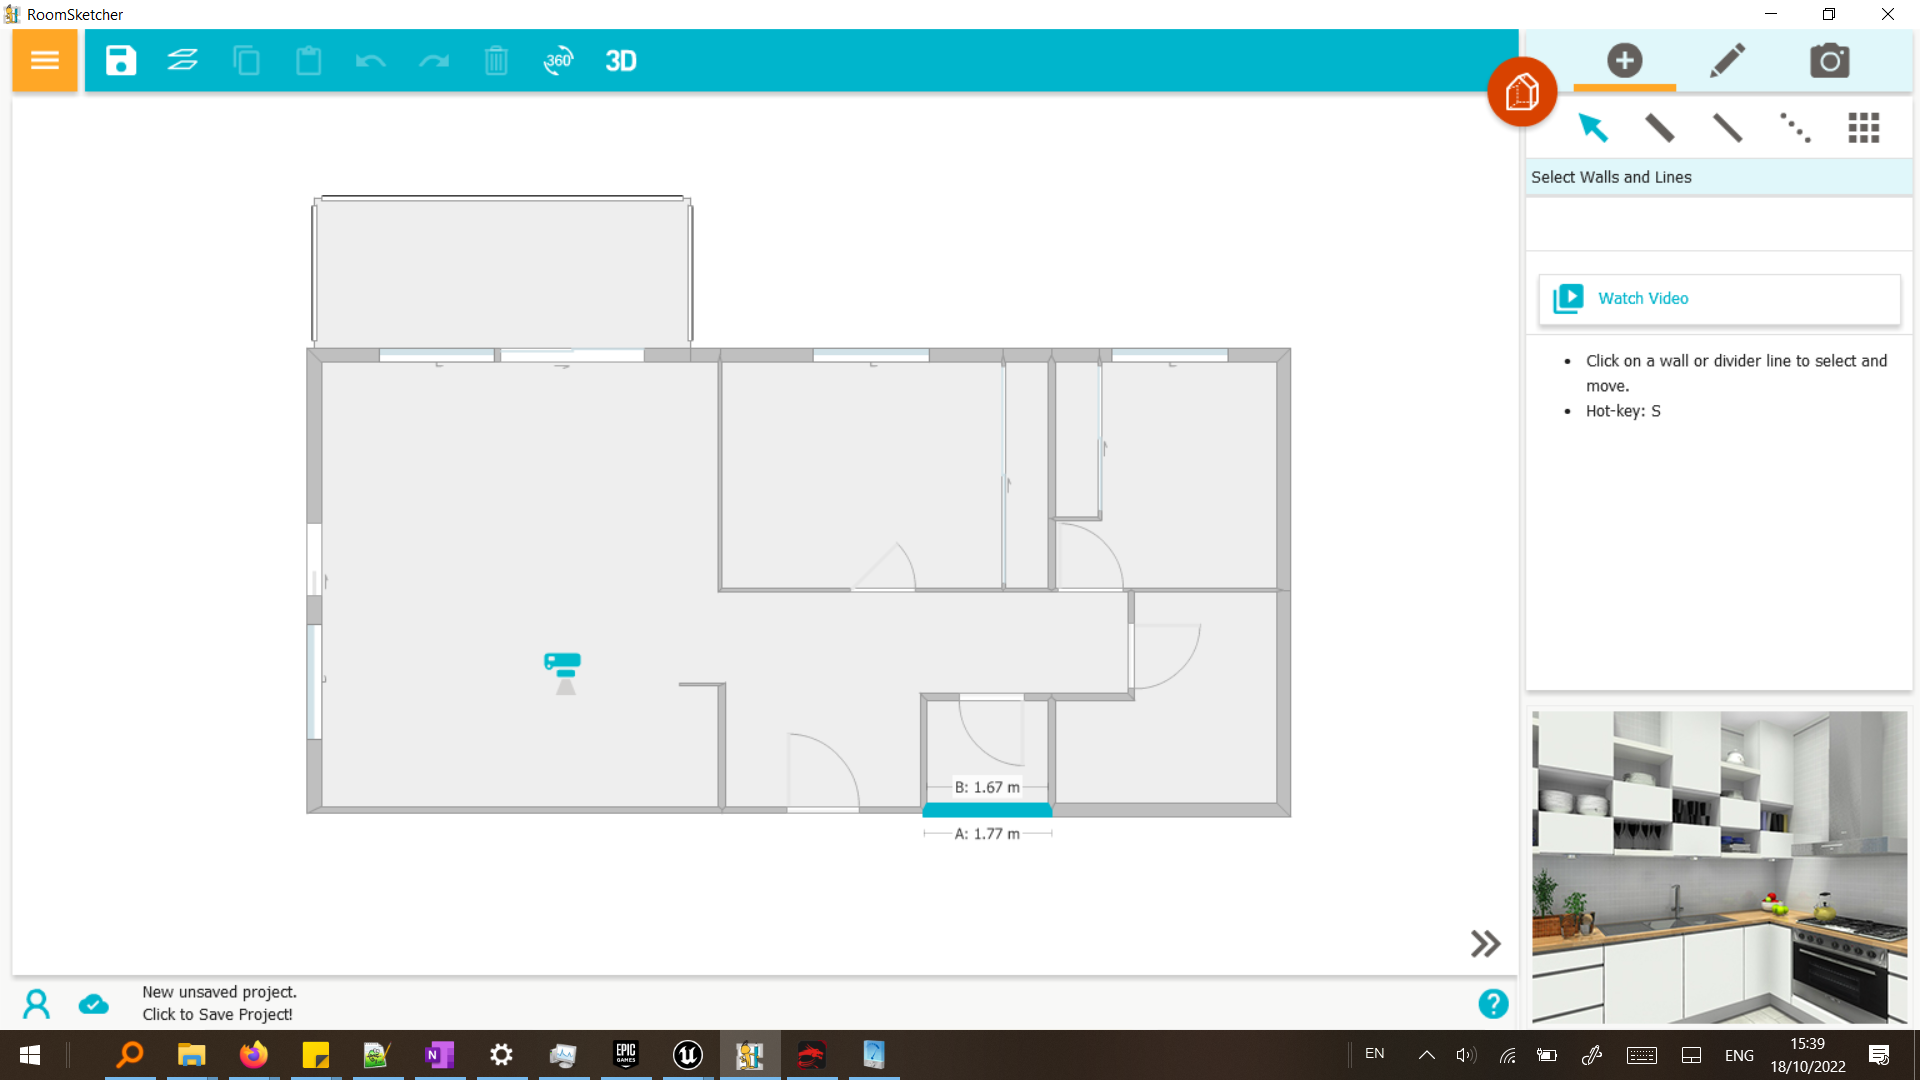 RoomSketcher
360
3D
Select Walls and Lines
Watch Video
Click on a wall or divider line to select and
move.
Hot-key: S
B: 1.67 m
A: 1.77 m
New unsaved project.
Click to Save Project!
?
N
EPIC
GAMES
EN
ENG
15:39
18/10/2022